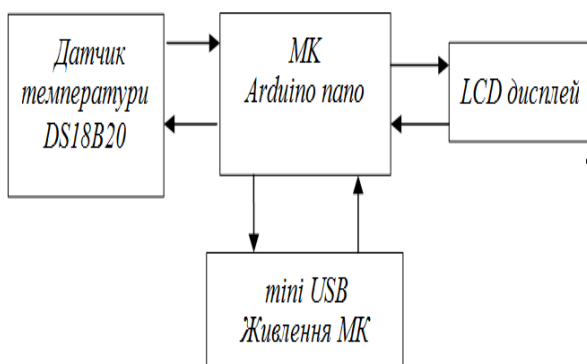 Датчик
температури
DS18B20
МК
Arduino nano
LCD дисплей
mini USB
Живлення МК